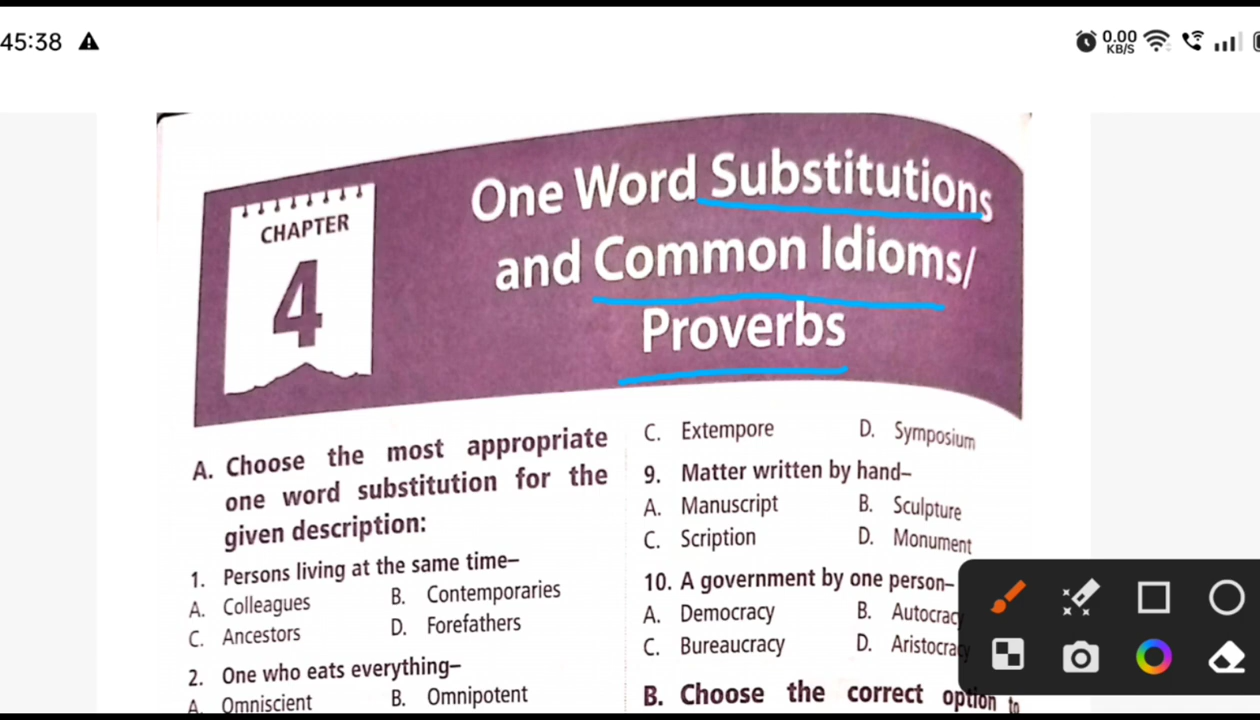 45:38
0.00
KB/S
CHAPTER
4
One Word Substitutions
and Common Idioms/
Proverbs
A. Choose the most appropriate
one word substitution for the
given description:
1. Persons living at the same time–
A. Colleagues B. Contemporaries
C. Ancestors D. Forefathers
2. One who eats everything–
A. Omniscient B. Omnipotent
C. Extempore D. Symposium
9. Matter written by hand–
A. Manuscript B. Sculpture
C. Scription D. Monument
10. A government by one person–
A. Democracy B. Autocracy
C. Bureaucracy D. Aristocracy
B. Choose the correct option to